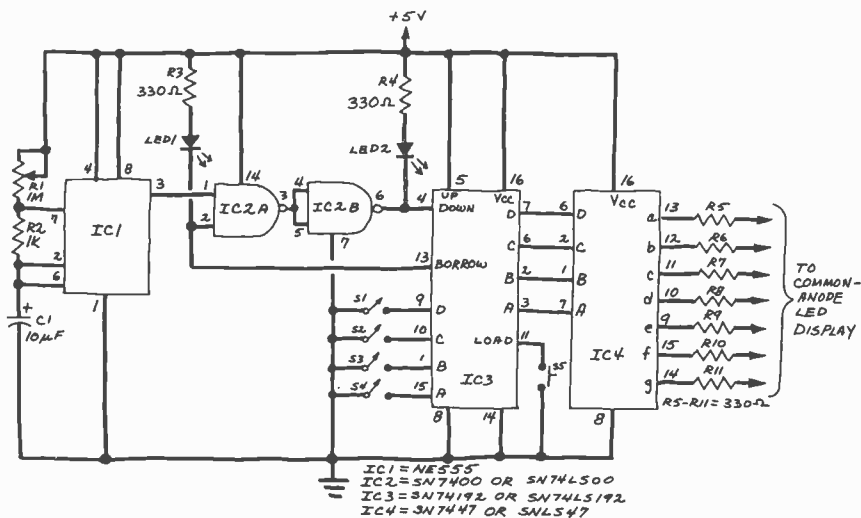 +5V
R3
330Ω
R4
330Ω
LED1
LED2
R1
1M
R2
1K
C1
10µF
+
4
8
3
7
2
6
1
IC1
1
2
14
3
IC2A
4
5
6
7
IC2B
5
16
UP
VCC
4
DOWN
13
BORROW
S1
9
D
S2
10
C
S3
1
B
S4
15
A
D
7
C
6
B
2
A
3
LOAD
11
IC3
8
14
S5
16
VCC
6
D
2
C
1
B
7
A
IC4
8
a
13
R5
b
12
R6
c
11
R7
d
10
R8
e
9
R9
f
15
R10
g
14
R11
R5-R11=330Ω
TO
COMMON-
ANODE
LED
DISPLAY
IC1=NE555
IC2=SN7400 OR SN74LS00
IC3=SN74192 OR SN74LS192
IC4=SN7447 OR SNLS47